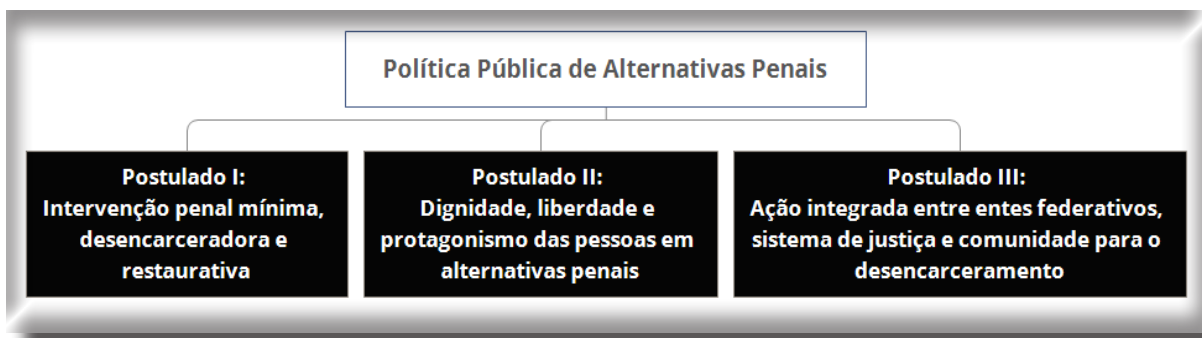 Política Pública de Alternativas Penais
Postulado I:
Intervenção penal mínima,
desencarceradora e
restaurativa
Postulado II:
Dignidade, liberdade e
protagonismo das pessoas em
alternativas penais
Postulado III:
Ação integrada entre entes federativos,
sistema de justiça e comunidade para o
desencarceramento